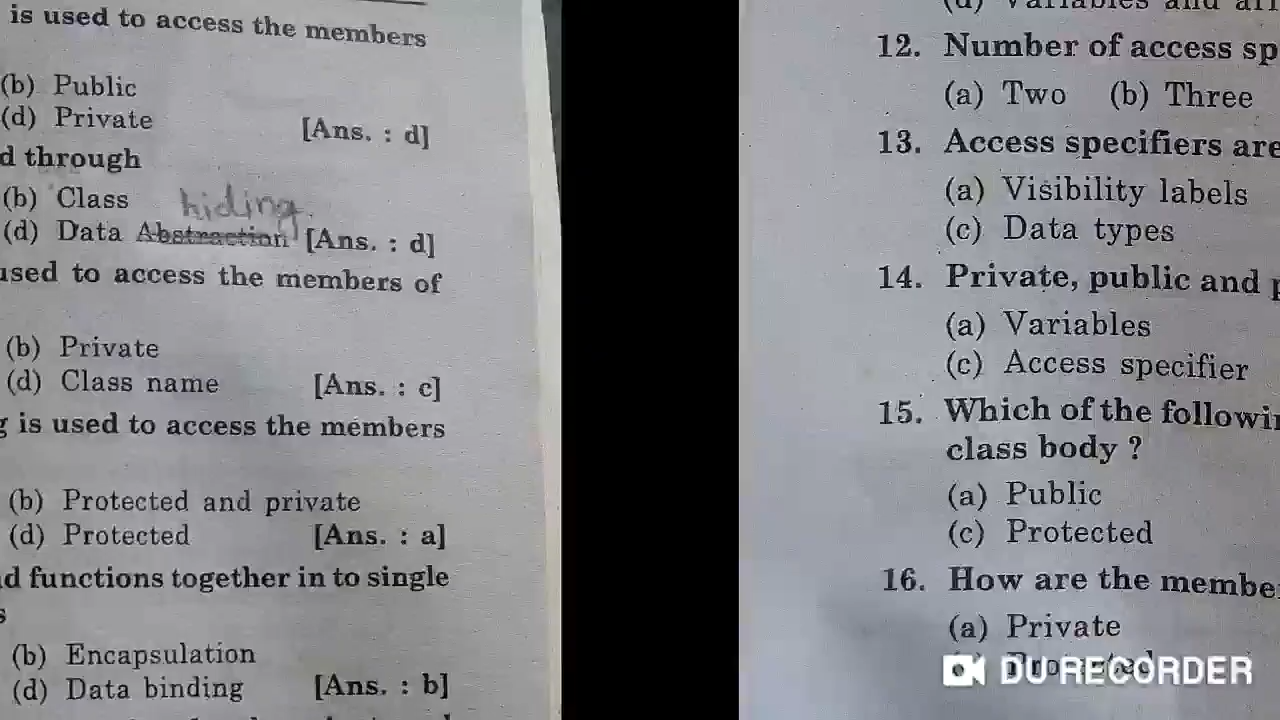 is used to access the members
(b) Public
(d) Private [Ans. : d]
d through
(b) Class hiding.
(d) Data Abstraction [Ans. : d]
used to access the members of
(b) Private
(d) Class name [Ans. : c]
g is used to access the members
(b) Protected and private
(d) Protected [Ans. : a]
d functions together in to single
s
(b) Encapsulation
(d) Data binding [Ans. : b]
(d) Variables and
12. Number of access sp
(a) Two (b) Three
13. Access specifiers are
(a) Visibility labels
(c) Data types
14. Private, public and p
(a) Variables
(c) Access specifier
15. Which of the followin
class body ?
(a) Public
(c) Protected
16. How are the membe
(a) Private
(c) Protected
DU RECORDER